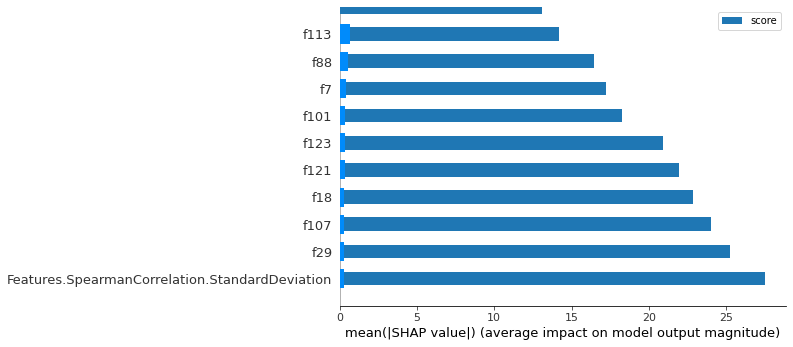 score
f113
f88
f7
f101
f123
f121
f18
f107
f29
Features.SpearmanCorrelation.StandardDeviation
0 5 10 15 20 25
mean(|SHAP value|) (average impact on model output magnitude)